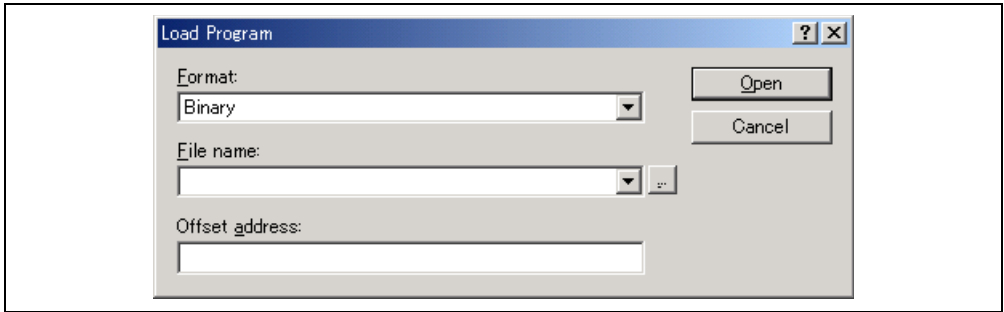 Load Program
Format:
Binary
Open
Cancel
File name:
...
Offset address: